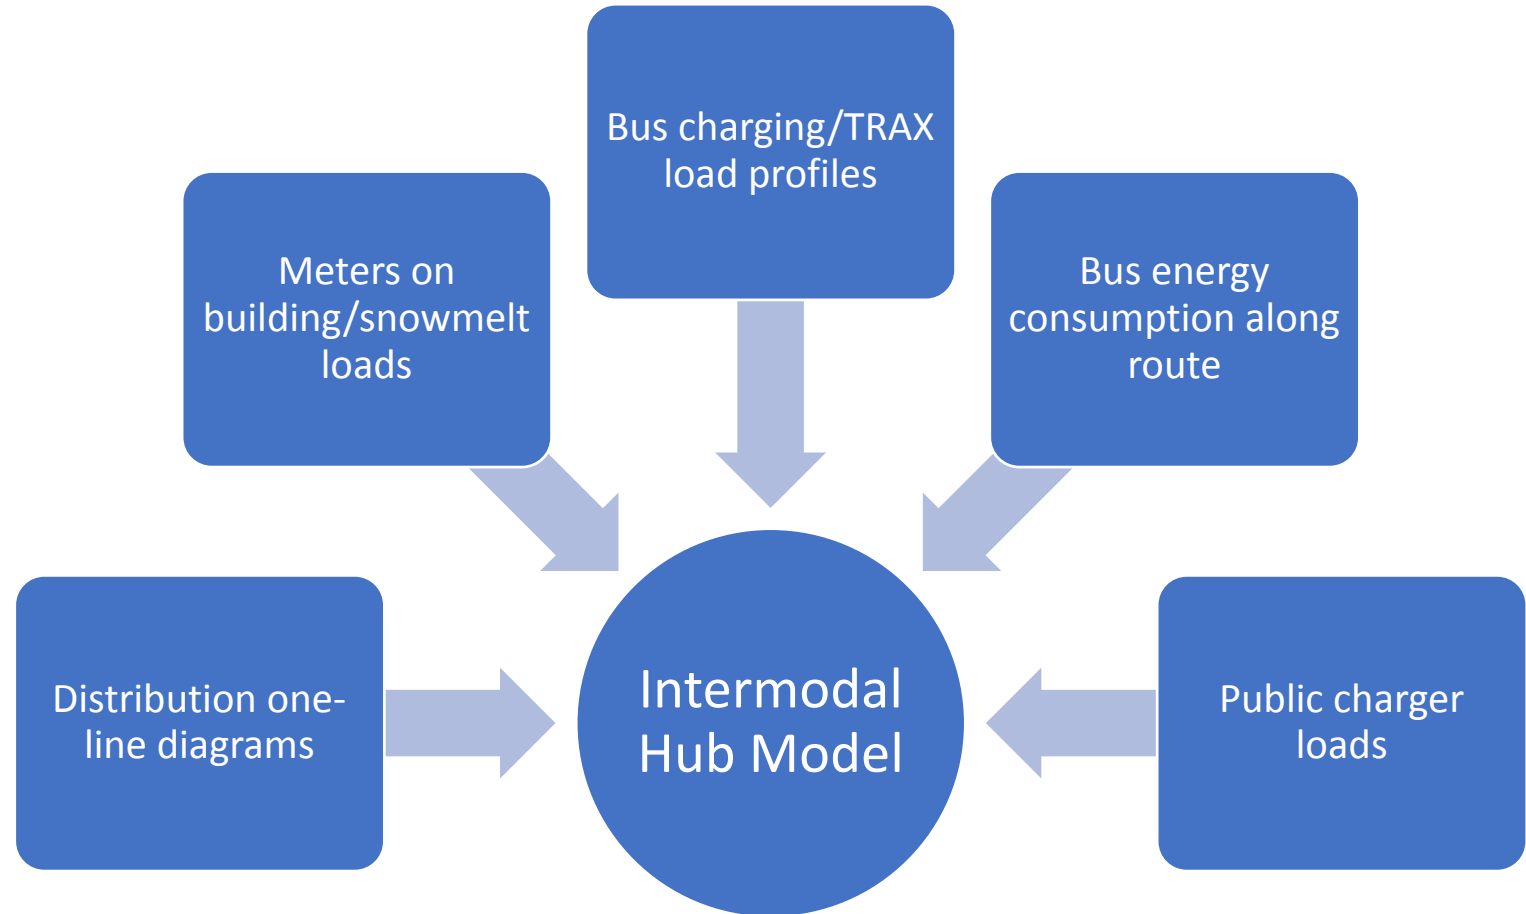 Bus charging/TRAX
load profiles
Meters on
building/snowmelt
loads
Bus energy
consumption along
route
Distribution one-
line diagrams
Intermodal
Hub Model
Public charger
loads